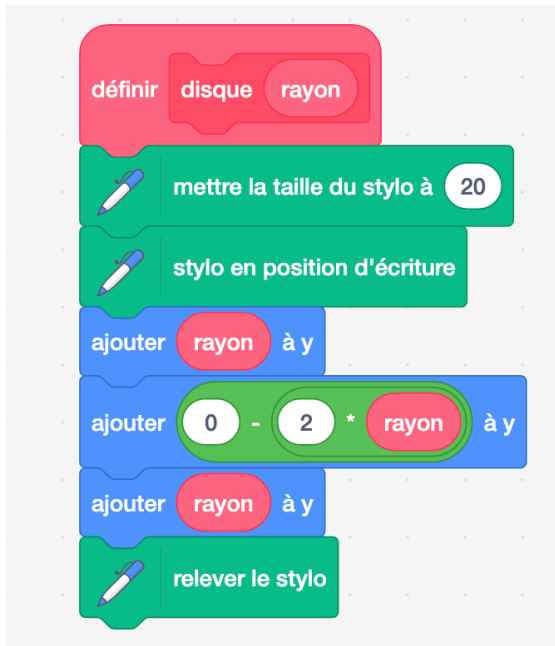 définir disque rayon
mettre la taille du stylo à 20
stylo en position d'écriture
ajouter rayon à y
ajouter 0 - 2 * rayon à y
ajouter rayon à y
relever le stylo